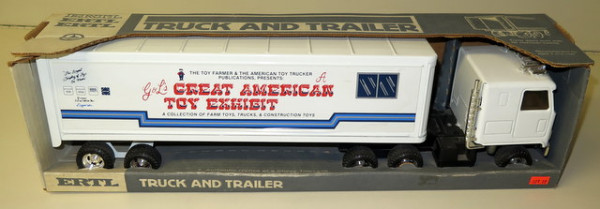 TRUCK AND TRAILER
ERTL
THE TOY FARMER & THE AMERICAN TOY TRUCKER
PUBLICATIONS, PRESENTS:
G & L's GREAT AMERICAN
TOY EXHIBIT
A COLLECTION OF FARM TOYS, TRUCKS, & CONSTRUCTION TOYS
ERTL
TRUCK AND TRAILER